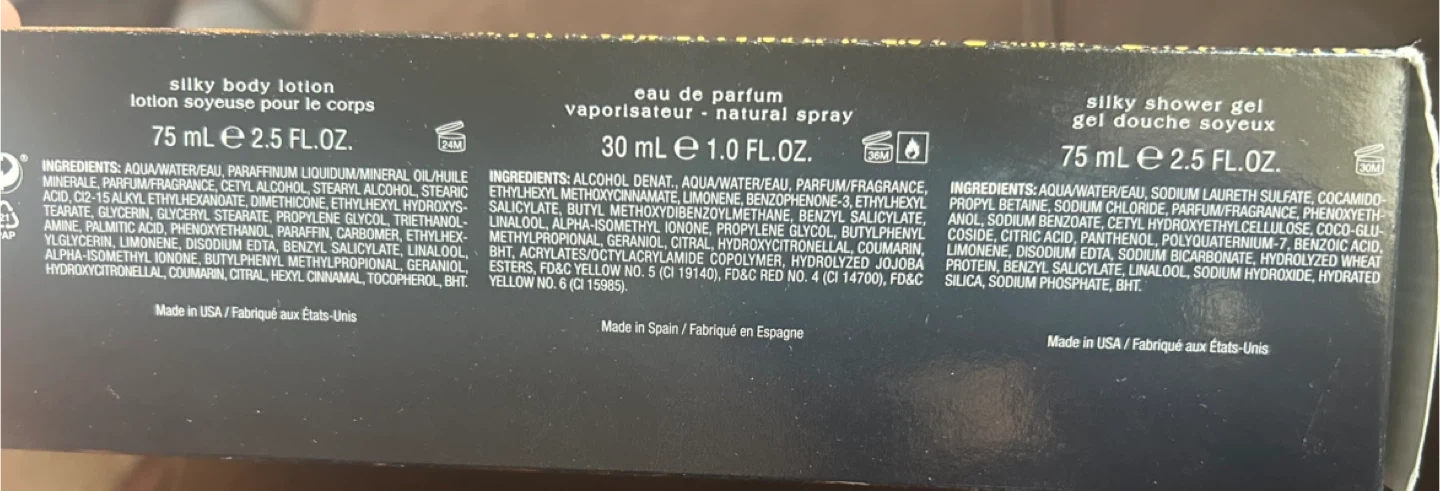 silky body lotion
lotion soyeuse pour le corps
75 mL ℮ 2.5 FL.OZ.
24M
INGREDIENTS: AQUA/WATER/EAU, PARAFFINUM LIQUIDUM/MINERAL OIL/HUILE
MINERALE, PARFUM/FRAGRANCE, CETYL ALCOHOL, STEARYL ALCOHOL, STEARIC
ACID, C12-15 ALKYL ETHYLHEXANOATE, DIMETHICONE, ETHYLHEXYL HYDROXYS-
TEARATE, GLYCERIN, GLYCERYL STEARATE, PROPYLENE GLYCOL, TRIETHANOL-
AMINE, PALMITIC ACID, PHENOXYETHANOL, PARAFFIN, CARBOMER, ETHYLHEX-
YLGLYCERIN, LIMONENE, DISODIUM EDTA, BENZYL SALICYLATE, LINALOOL,
ALPHA-ISOMETHYL IONONE, BUTYLPHENYL METHYLPROPIONAL, GERANIOL,
HYDROXYCITRONELLAL, COUMARIN, CITRAL, HEXYL CINNAMAL, TOCOPHEROL, BHT.
Made in USA / Fabriqué aux États-Unis
®
21
PAP
eau de parfum
vaporisateur - natural spray
30 mL ℮ 1.0 FL.OZ.
36M
INGREDIENTS: ALCOHOL DENAT., AQUA/WATER/EAU, PARFUM/FRAGRANCE,
ETHYLHEXYL METHOXYCINNAMATE, LIMONENE, BENZOPHENONE-3, ETHYLHEXYL
SALICYLATE, BUTYL METHOXYDIBENZOYLMETHANE, BENZYL SALICYLATE,
LINALOOL, ALPHA-ISOMETHYL IONONE, PROPYLENE GLYCOL, BUTYLPHENYL
METHYLPROPIONAL, GERANIOL, CITRAL, HYDROXYCITRONELLAL, COUMARIN,
BHT, ACRYLATES/OCTYLACRYLAMIDE COPOLYMER, HYDROLYZED JOJOBA
ESTERS, FD&C YELLOW NO. 5 (CI 19140), FD&C RED NO. 4 (CI 14700), FD&C
YELLOW NO. 6 (CI 15985).
Made in Spain / Fabriqué en Espagne
silky shower gel
gel douche soyeux
75 mL ℮ 2.5 FL.OZ.
30M
INGREDIENTS: AQUA/WATER/EAU, SODIUM LAURETH SULFATE, COCAMIDO-
PROPYL BETAINE, SODIUM CHLORIDE, PARFUM/FRAGRANCE, PHENOXYETH-
ANOL, SODIUM BENZOATE, CETYL HYDROXYETHYLCELLULOSE, COCO-GLU-
COSIDE, CITRIC ACID, PANTHENOL, POLYQUATERNIUM-7, BENZOIC ACID,
LIMONENE, DISODIUM EDTA, SODIUM BICARBONATE, HYDROLYZED WHEAT
PROTEIN, BENZYL SALICYLATE, LINALOOL, SODIUM HYDROXIDE, HYDRATED
SILICA, SODIUM PHOSPHATE, BHT.
Made in USA / Fabriqué aux États-Unis